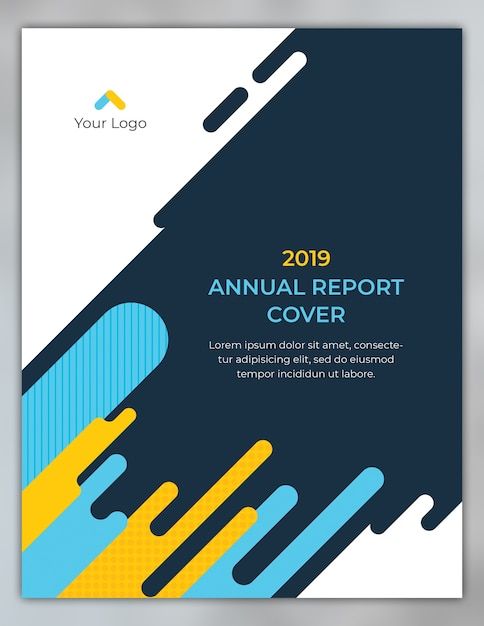 Your Logo
2019
ANNUAL REPORT
COVER
Lorem ipsum dolor sit amet, consecte-
tur adipisicing elit, sed do eiusmod
tempor incididun ut labore.